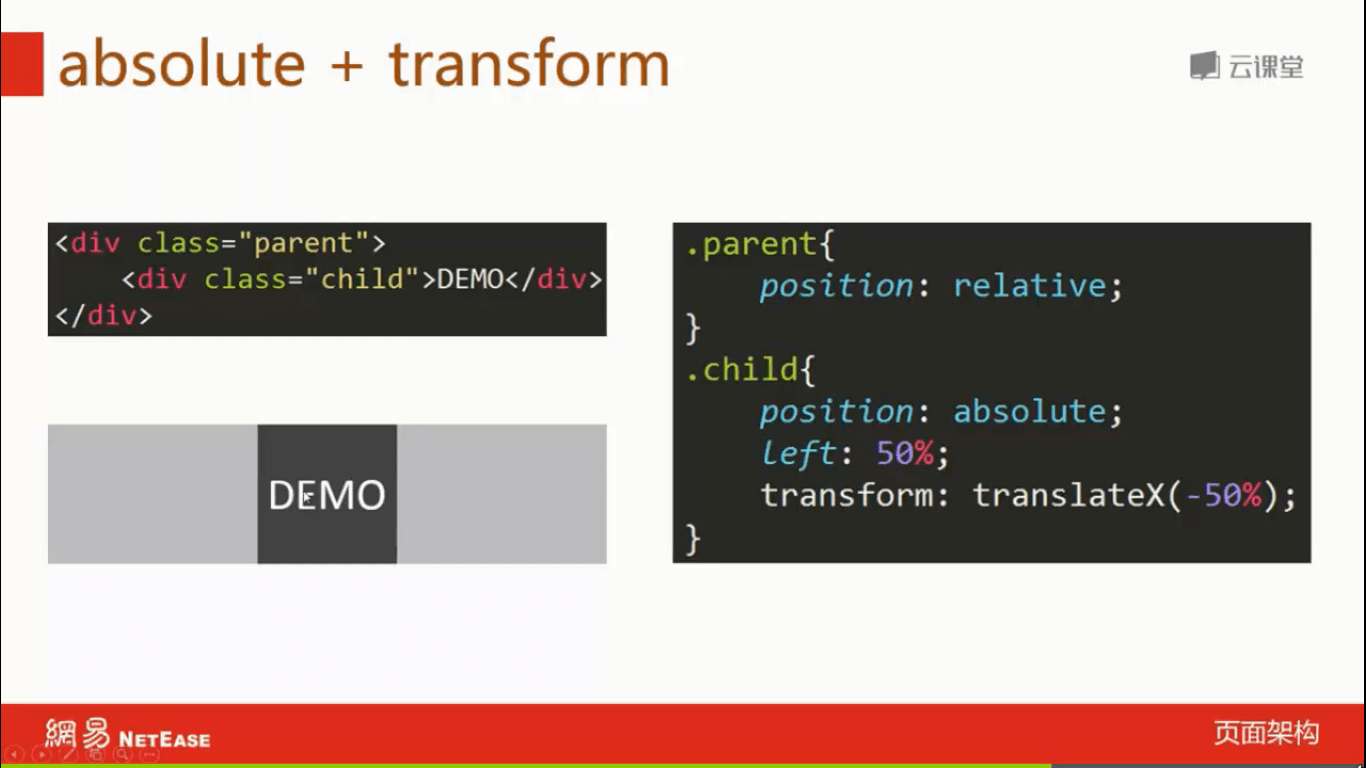 absolute + transform
云课堂
<div class="parent">
    <div class="child">DEMO</div>
</div>
DEMO
.parent{
    position: relative;
}
.child{
    position: absolute;
    left: 50%;
    transform: translateX(-50%);
}
網易 NETEASE
页面架构